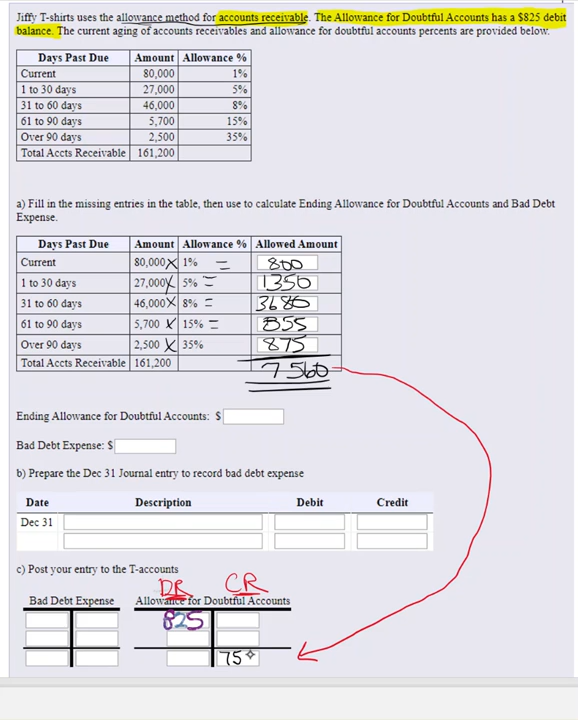 Jiffy T-shirts uses the allowance method for accounts receivable. The Allowance for Doubtful Accounts has a $825 debit
balance. The current aging of accounts receivables and allowance for doubtful accounts percents are provided below.
Days Past Due Amount Allowance %
Current 80,000 1%
1 to 30 days 27,000 5%
31 to 60 days 46,000 8%
61 to 90 days 5,700 15%
Over 90 days 2,500 35%
Total Accts Receivable 161,200
a) Fill in the missing entries in the table, then use to calculate Ending Allowance for Doubtful Accounts and Bad Debt
Expense.
Days Past Due Amount Allowance % Allowed Amount
Current 80,000 X 1% = 800
1 to 30 days 27,000 X 5% = 1350
31 to 60 days 46,000 X 8% = 3680
61 to 90 days 5,700 X 15% = 855
Over 90 days 2,500 X 35% 875
Total Accts Receivable 161,200 7560
Ending Allowance for Doubtful Accounts: $
Bad Debt Expense: $
b) Prepare the Dec 31 Journal entry to record bad debt expense
Date Description Debit Credit
Dec 31
c) Post your entry to the T-accounts
DR CR
Bad Debt Expense Allowance for Doubtful Accounts
825
75